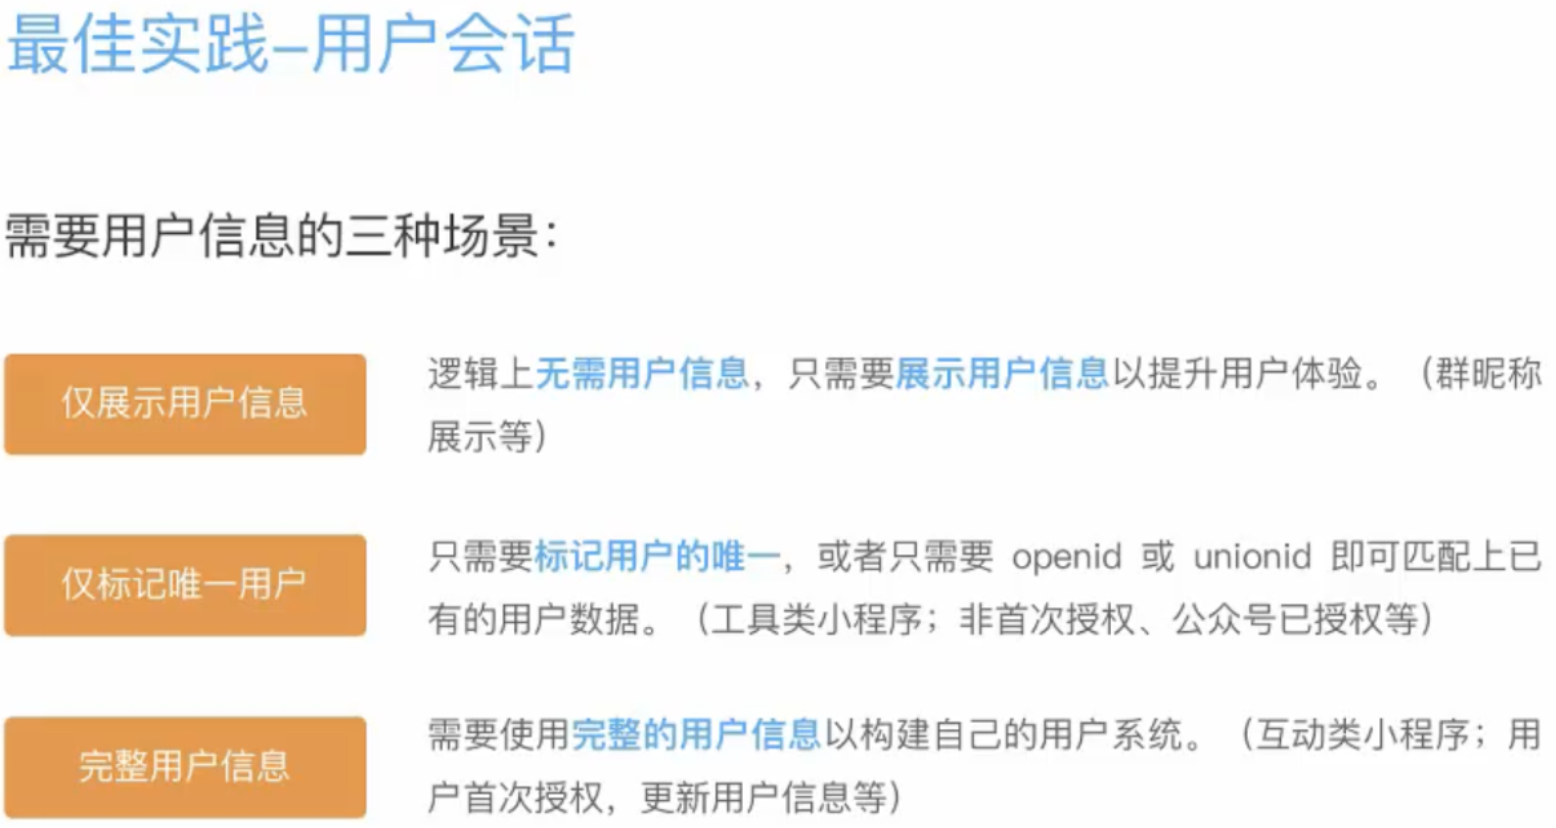 最佳实践-用户会话
需要用户信息的三种场景：
仅展示用户信息
逻辑上无需用户信息，只需要展示用户信息以提升用户体验。（群昵称
展示等）
仅标记唯一用户
只需要标记用户的唯一，或者只需要 openid 或 unionid 即可匹配上已
有的用户数据。（工具类小程序；非首次授权、公众号已授权等）
完整用户信息
需要使用完整的用户信息以构建自己的用户系统。（互动类小程序；用
户首次授权，更新用户信息等）